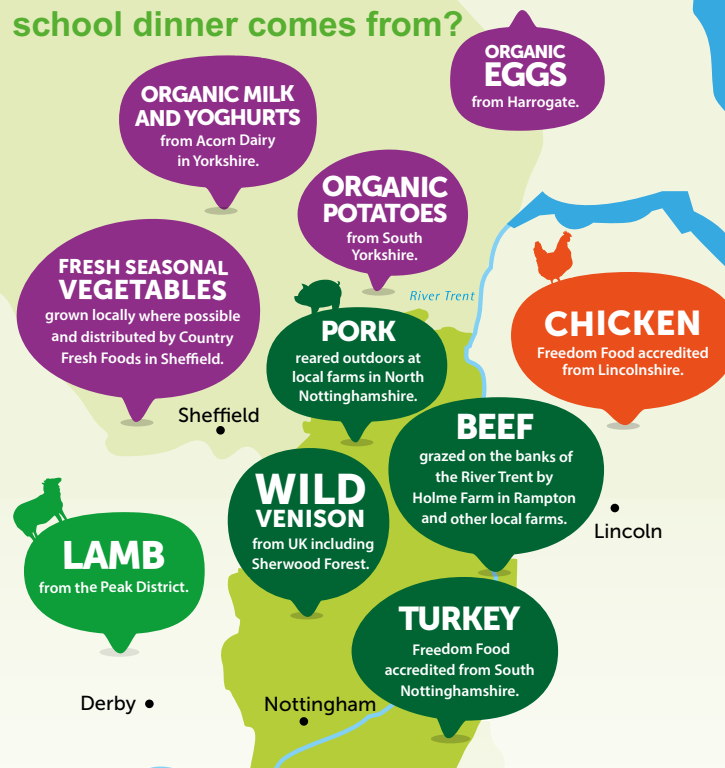 school dinner comes from?
ORGANIC
EGGS
from Harrogate.
ORGANIC MILK
AND YOGHURTS
from Acorn Dairy
in Yorkshire.
ORGANIC
POTATOES
from South
Yorkshire.
FRESH SEASONAL
VEGETABLES
grown locally where possible
and distributed by Country
Fresh Foods in Sheffield.
River Trent
PORK
reared outdoors at
local farms in North
Nottinghamshire.
CHICKEN
Freedom Food accredited
from Lincolnshire.
Sheffield
BEEF
grazed on the banks of
the River Trent by
Holme Farm in Rampton
and other local farms.
WILD
VENISON
from UK including
Sherwood Forest.
Lincoln
LAMB
from the Peak District.
TURKEY
Freedom Food
accredited from South
Nottinghamshire.
Derby
Nottingham